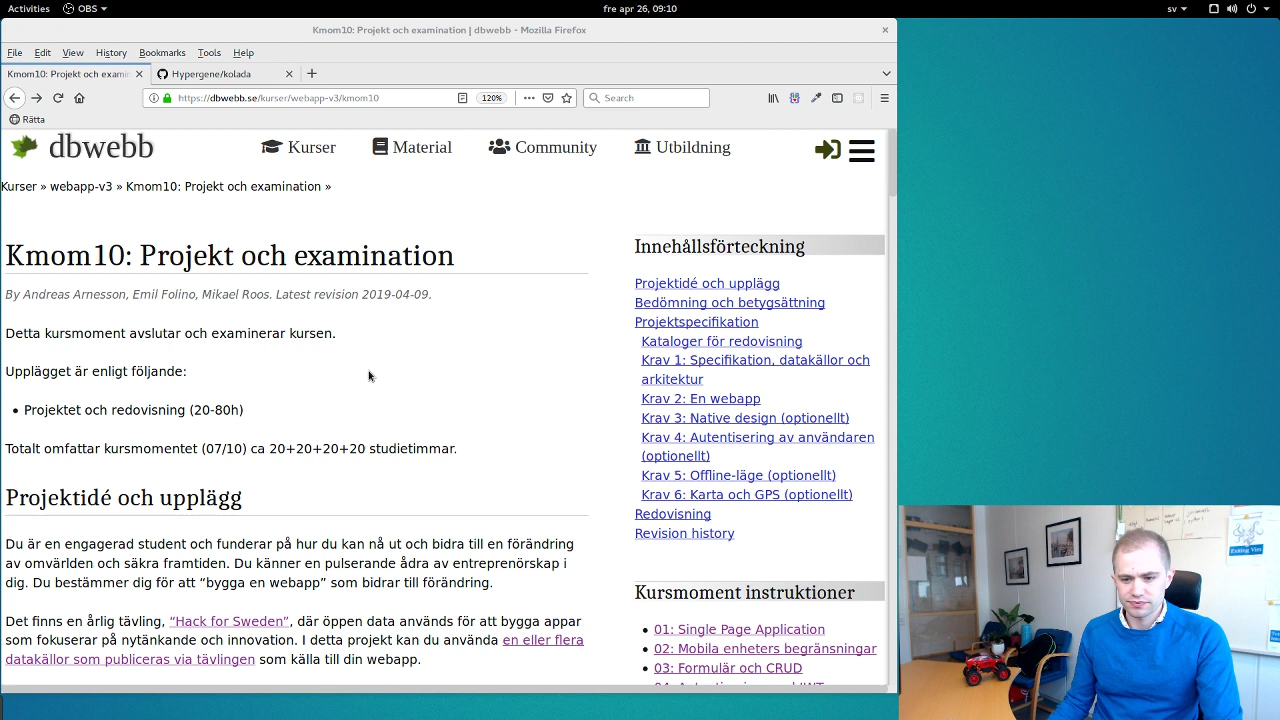 Activities OBS fre apr 26, 09:10 sv
Kmom10: Projekt och examination | dbwebb - Mozilla Firefox
File Edit View History Bookmarks Tools Help
Kmom10: Projekt och examin Hypergene/kolada
https://dbwebb.se/kurser/webapp-v3/kmom10 120% Search
Rätta
dbwebb Kurser Material Community Utbildning
Kurser » webapp-v3 » Kmom10: Projekt och examination »
Kmom10: Projekt och examination
By Andreas Arnesson, Emil Folino, Mikael Roos. Latest revision 2019-04-09.
Detta kursmoment avslutar och examinerar kursen.
Upplägget är enligt följande:
• Projektet och redovisning (20-80h)
Totalt omfattar kursmomentet (07/10) ca 20+20+20+20 studietimmar.
Projektidé och upplägg
Du är en engagerad student och funderar på hur du kan nå ut och bidra till en förändring
av omvärlden och säkra framtiden. Du känner en pulserande ådra av entreprenörskap i
dig. Du bestämmer dig för att “bygga en webapp” som bidrar till förändring.
Det finns en årlig tävling, “Hack for Sweden”, där öppen data används för att bygga appar
som fokuserar på nytänkande och innovation. I detta projekt kan du använda en eller flera
datakällor som publiceras via tävlingen som källa till din webapp.
Innehållsförteckning
Projektidé och upplägg
Bedömning och betygsättning
Projektspecifikation
Kataloger för redovisning
Krav 1: Specifikation, datakällor och
arkitektur
Krav 2: En webapp
Krav 3: Native design (optionellt)
Krav 4: Autentisering av användaren
(optionellt)
Krav 5: Offline-läge (optionellt)
Krav 6: Karta och GPS (optionellt)
Redovisning
Revision history
Kursmoment instruktioner
• 01: Single Page Application
• 02: Mobila enheters begränsningar
• 03: Formulär och CRUD
Exiting Vim